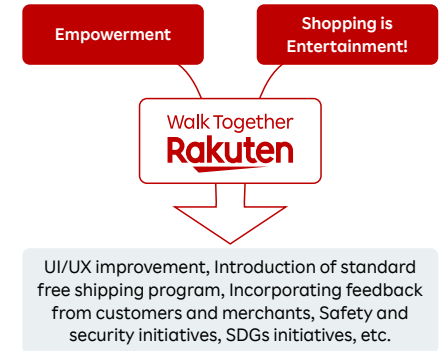 Empowerment
Shopping is
Entertainment!
Walk Together
Rakuten
UI/UX improvement, Introduction of standard
free shipping program, Incorporating feedback
from customers and merchants, Safety and
security initiatives, SDGs initiatives, etc.